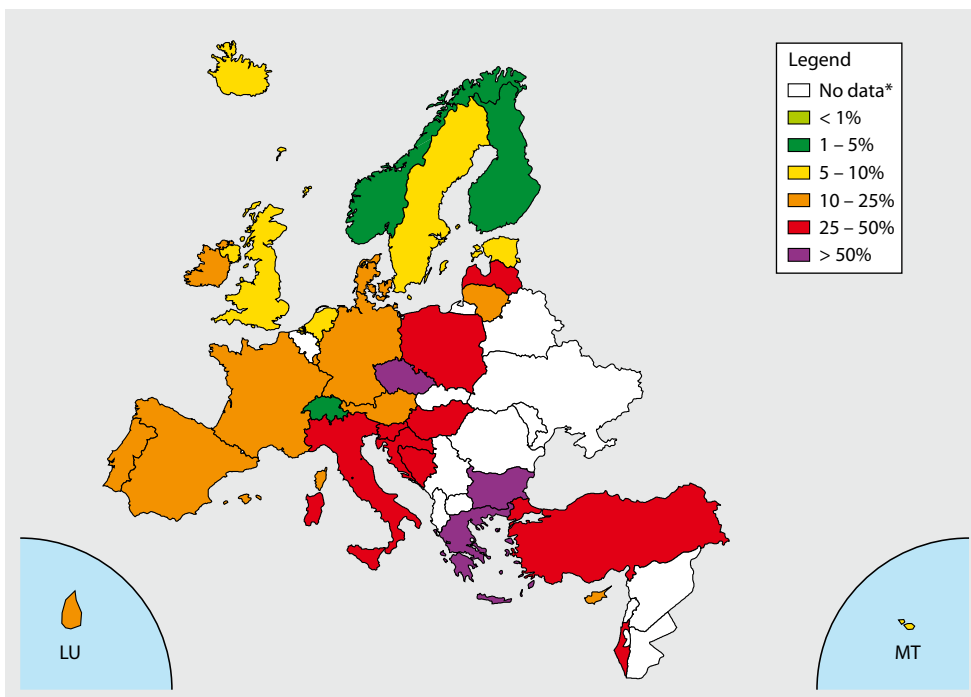 Legend
No data*
< 1%
1 – 5%
5 – 10%
10 – 25%
25 – 50%
> 50%
LU
MT